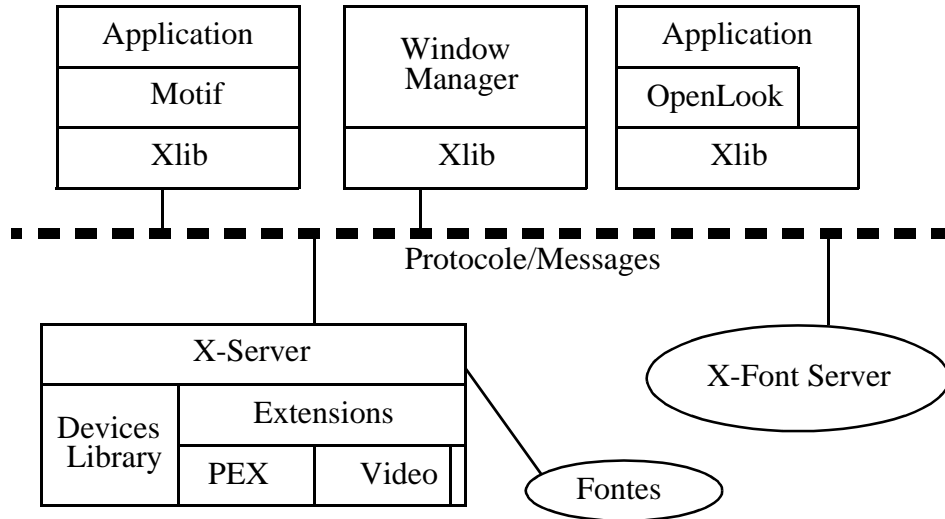 Application
Motif
Xlib
Window
Manager
Xlib
Application
OpenLook
Xlib
Protocole/Messages
X-Server
Devices
Library
Extensions
PEX
Video
X-Font Server
Fontes